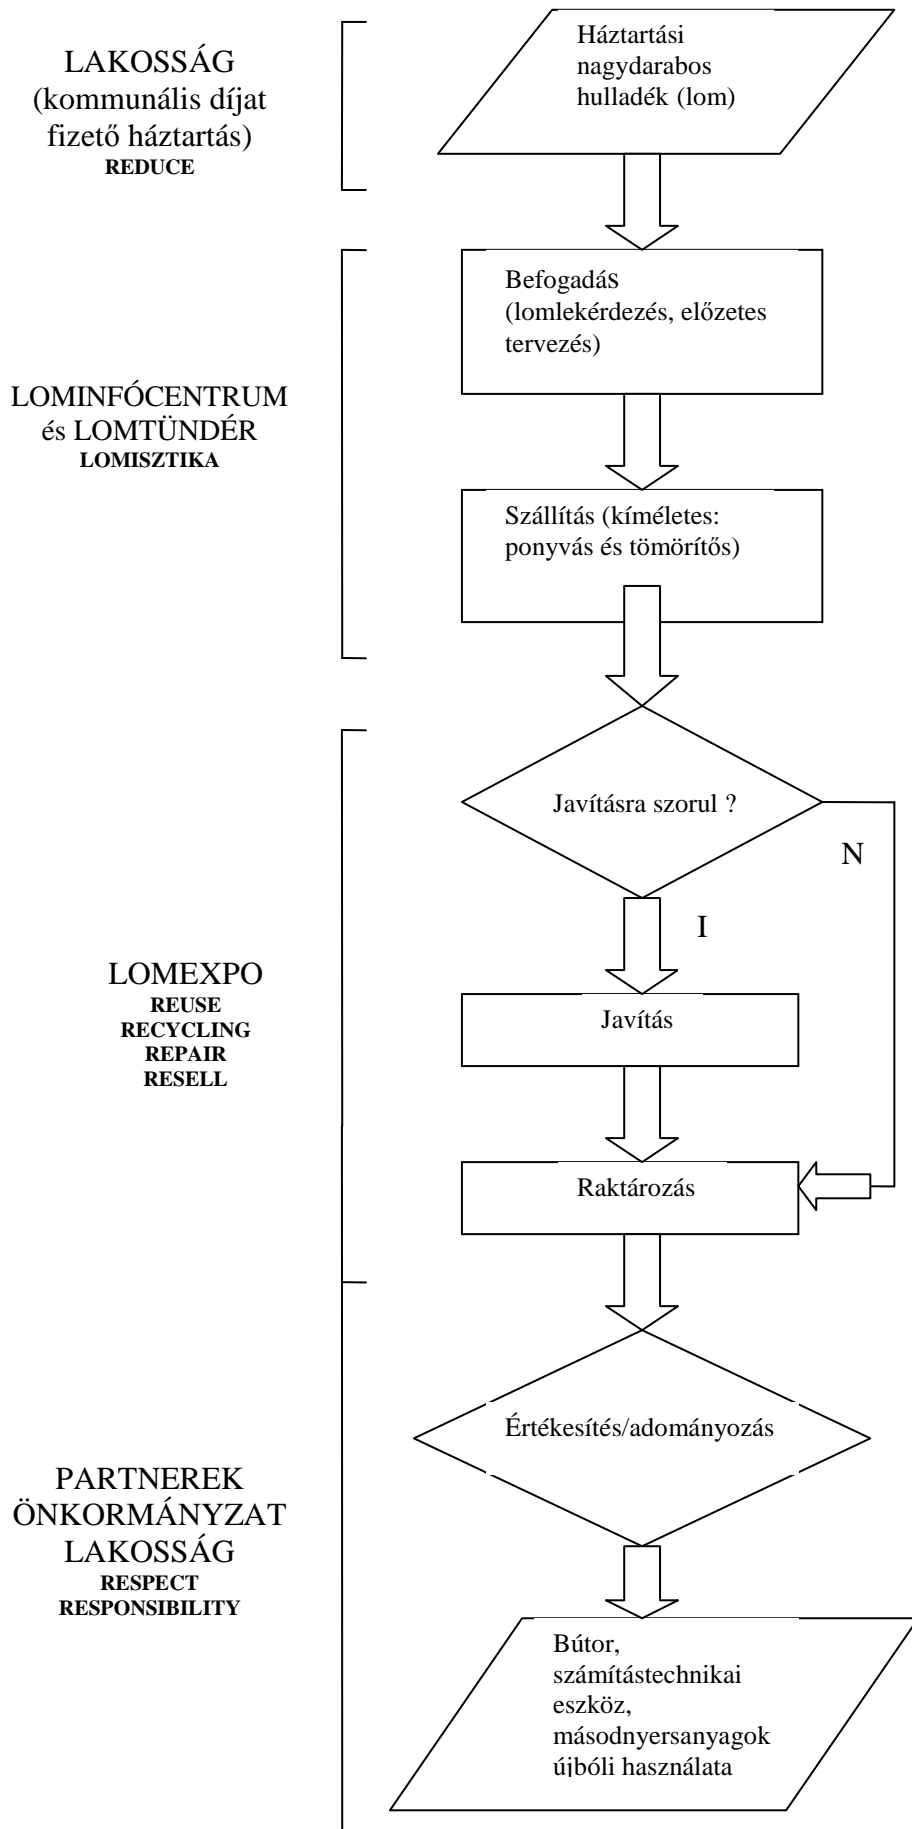 LAKOSSÁG
(kommunális díjat
fizető háztartás)
REDUCE
Háztartási
nagydarabos
hulladék (lom)
LOMINFÓCENTRUM
és LOMTÜNDÉR
LOMISZTIKA
Befogadás
(lomlekérdezés, előzetes
tervezés)
Szállítás (kíméletes:
ponyvás és tömörítős)
LOMEXPO
REUSE
RECYCLING
REPAIR
RESELL
Javításra szorul ?
N
I
Javítás
Raktározás
PARTNEREK
ÖNKORMÁNYZAT
LAKOSSÁG
RESPECT
RESPONSIBILITY
Értékesítés/adományozás
Bútor,
számítástechnikai
eszköz,
másodnyersanyagok
újbóli használata